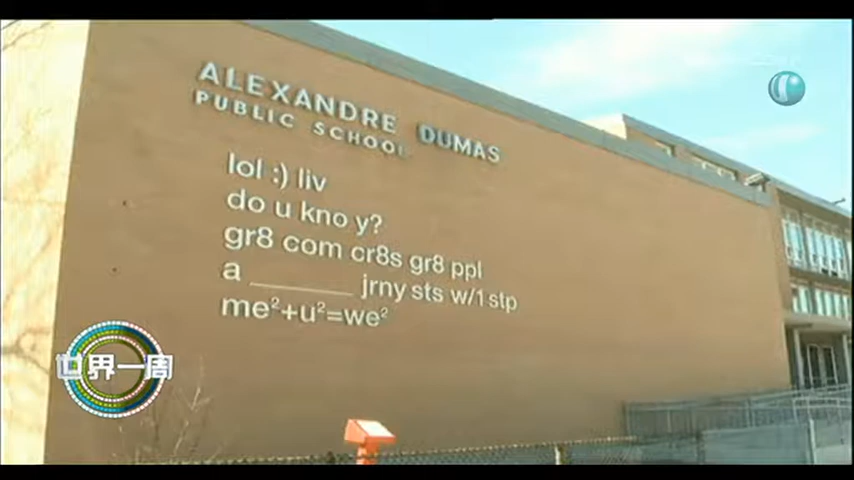 ALEXANDRE DUMAS
PUBLIC SCHOOL
lol :) liv
do u kno y?
gr8 com cr8s gr8 ppl
a ________ jrny sts w/1 stp
me²+u²=we²
世界一周